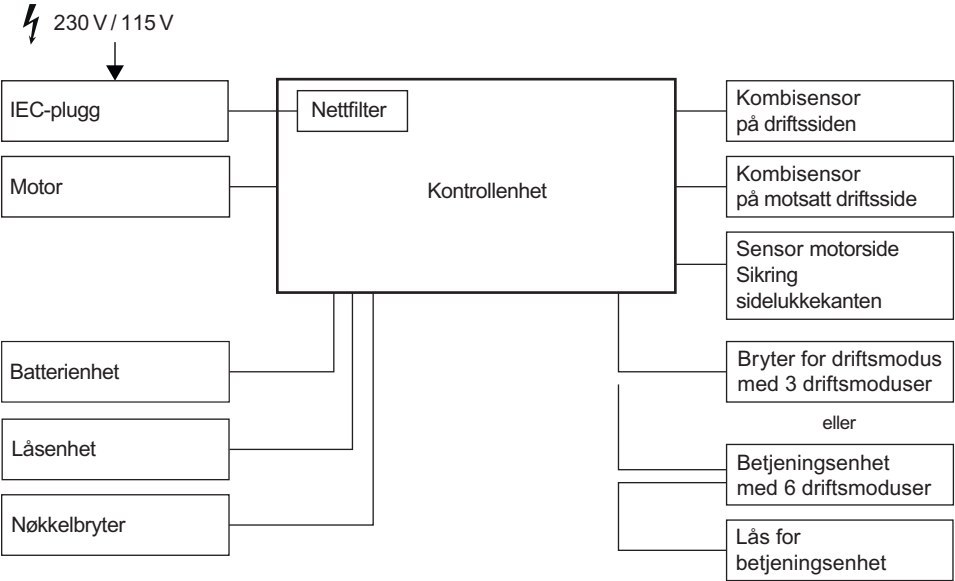 230 V / 115 V
IEC-plugg
Nettfilter
Motor
Kontrollenhet
Batterienhet
Låsenhet
Nøkkelbryter
Kombisensor
på driftssiden
Kombisensor
på motsatt driftsside
Sensor motorside
Sikring
sidelukkekanten
Bryter for driftsmodus
med 3 driftsmoduser
eller
Betjeningsenhet
med 6 driftsmoduser
Lås for
betjeningsenhet